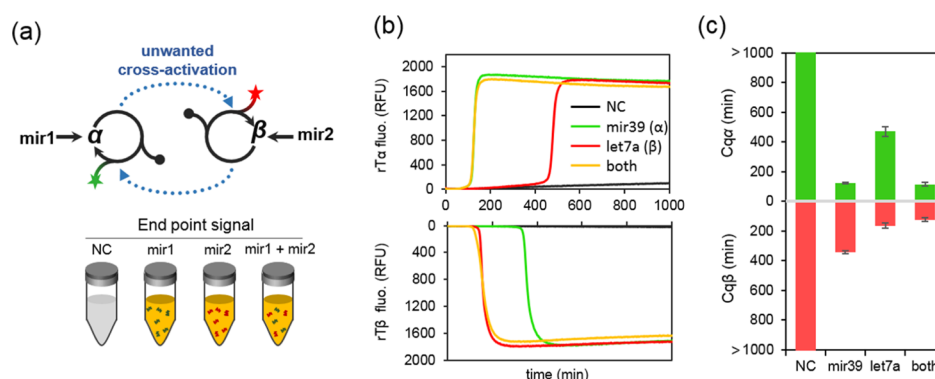 (a)
unwanted
cross-activation
mir1
α
β
mir2
End point signal
NC mir1 mir2 mir1 + mir2
(b)
rTα fluo. (RFU)
2000
1600
1200
800
400
0
NC
mir39 (α)
let7a (β)
both
0 200 400 600 800 1000
rTβ fluo.
(RFU)
0
400
800
1200
1600
2000
time (min)
(c)
Cqα (min)
> 1000
800
600
400
200
0
Cqβ (min)
200
400
600
800
>1000
NC mir39 let7a both